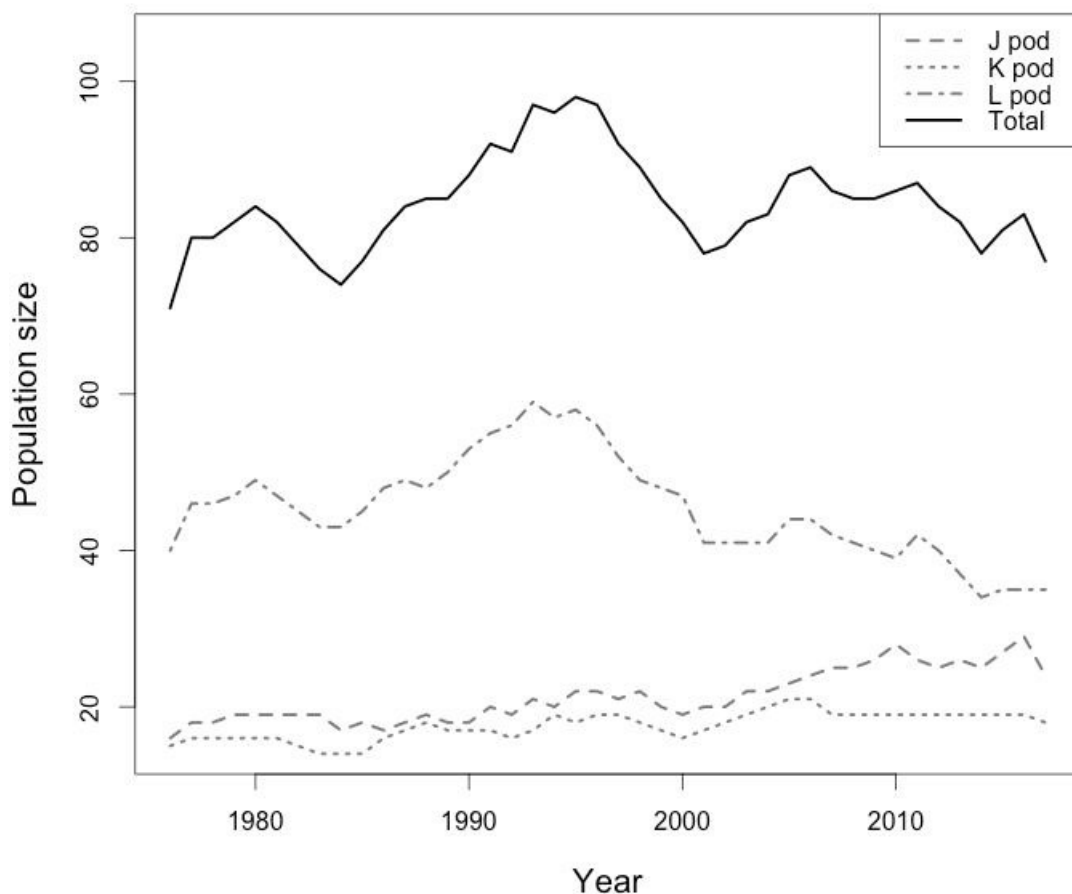 J pod
K pod
L pod
Total
100
80
60
40
20
Population size
1980 1990 2000 2010
Year